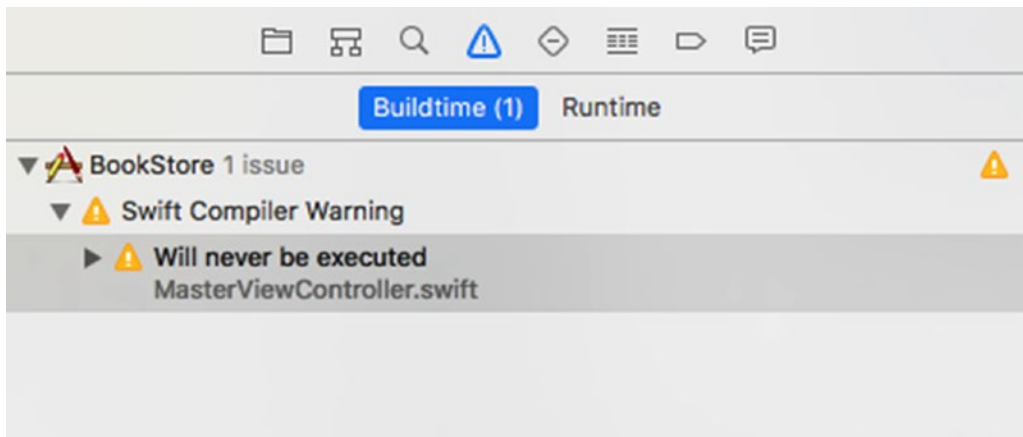 Buildtime (1) Runtime
BookStore 1 issue
Swift Compiler Warning
Will never be executed
MasterViewController.swift